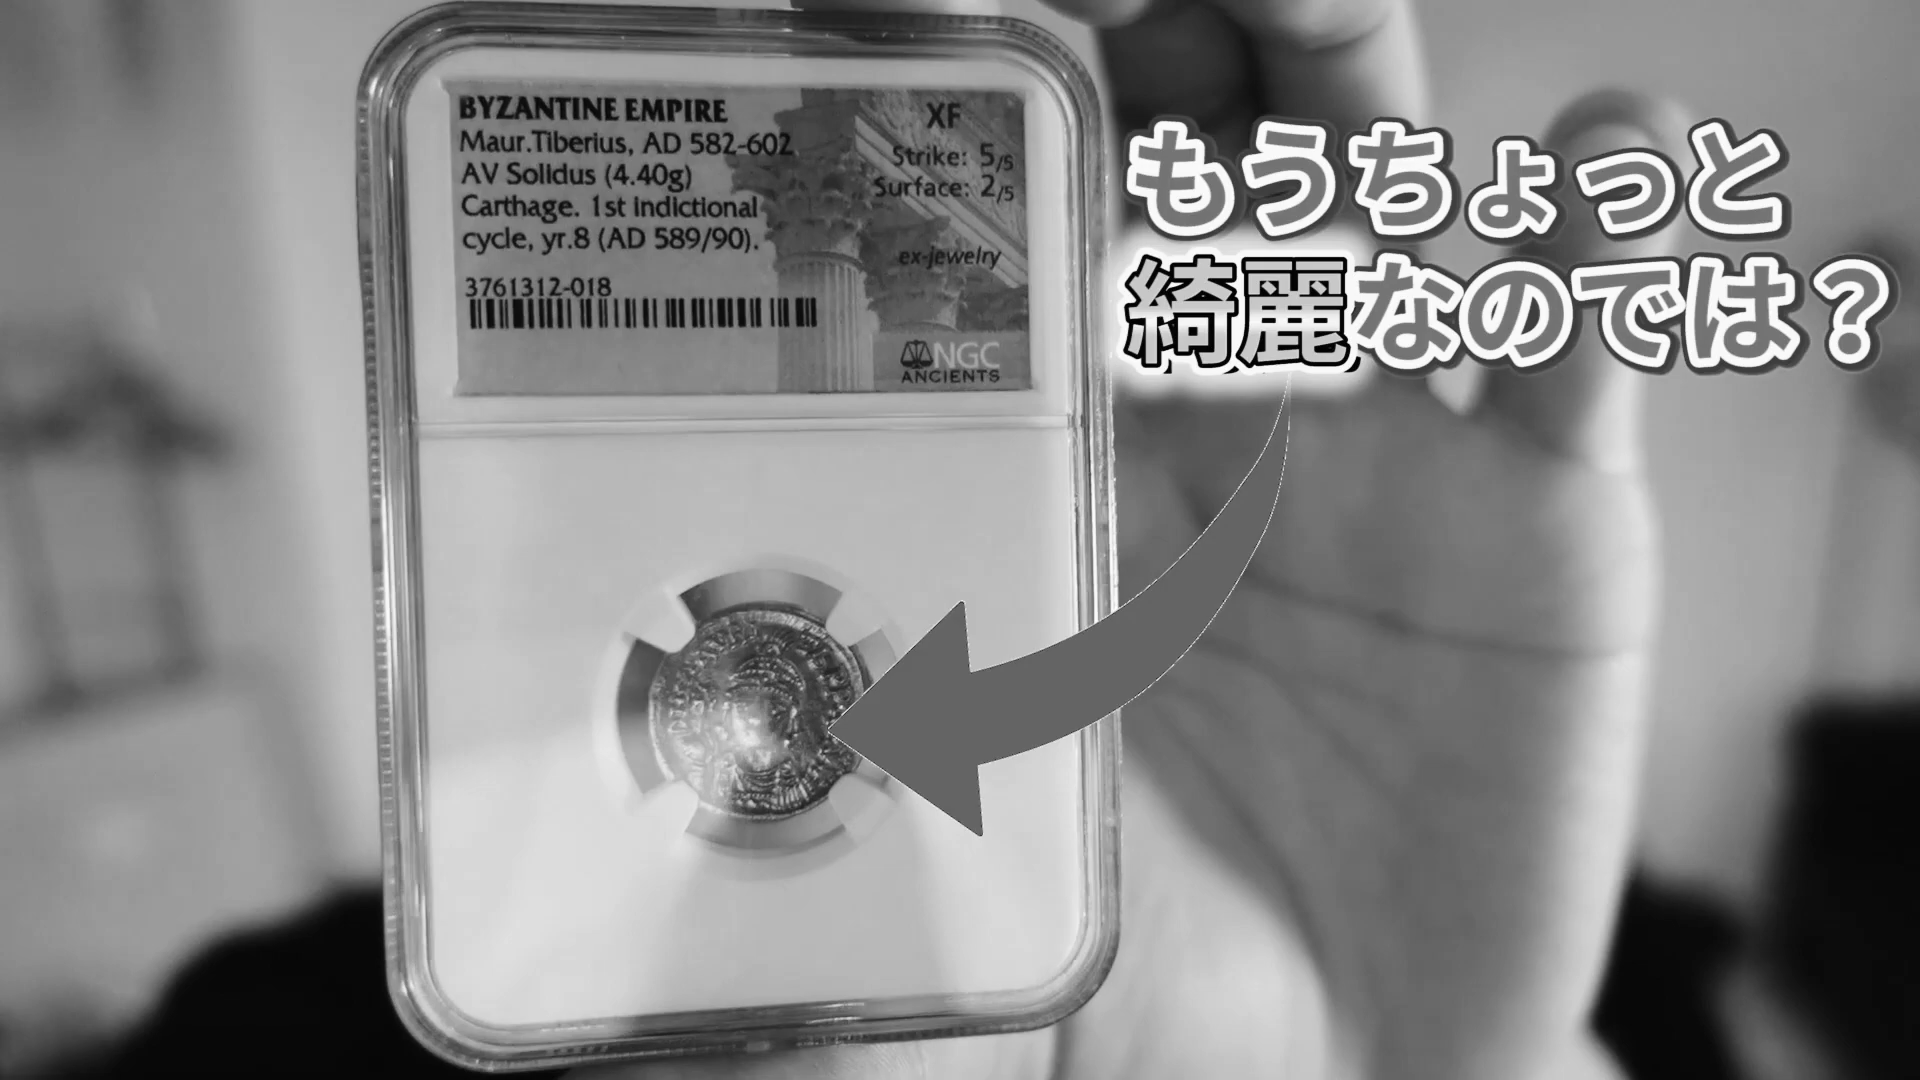 BYZANTINE EMPIRE
Maur.Tiberius, AD 582-602
AV Solidus (4.40g)
Carthage. 1st indictional
cycle, yr.8 (AD 589/90).
3761312-018
XF
Strike: 5/5
Surface: 2/5
ex-jewelry
NGC
ANCIENTS
もうちょっと
綺麗なのでは？